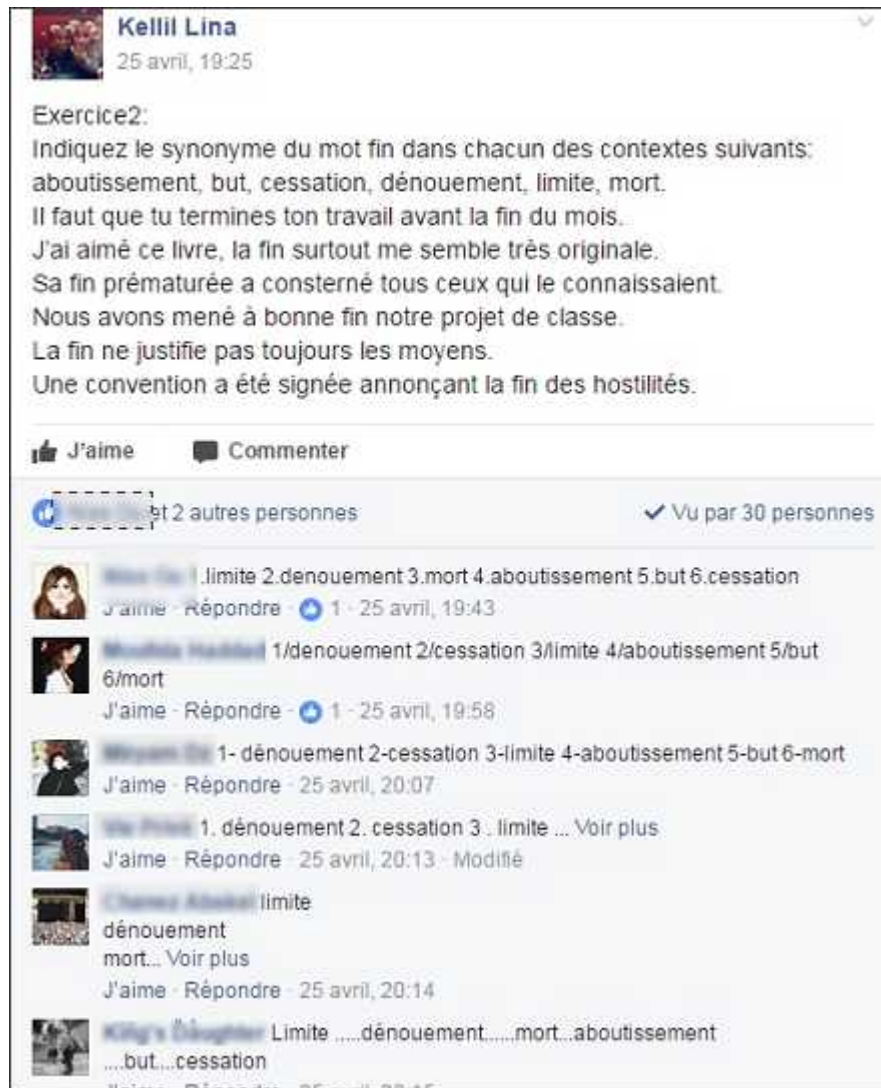 Kellil Lina
25 avril, 19:25
Exercice2:
Indiquez le synonyme du mot fin dans chacun des contextes suivants:
aboutissement, but, cessation, dénouement, limite, mort.
Il faut que tu termines ton travail avant la fin du mois.
J'ai aimé ce livre, la fin surtout me semble très originale.
Sa fin prématurée a consterné tous ceux qui le connaissaient.
Nous avons mené à bonne fin notre projet de classe.
La fin ne justifie pas toujours les moyens.
Une convention a été signée annonçant la fin des hostilités.
J'aime Commenter
et 2 autres personnes Vu par 30 personnes
.limite 2.denouement 3.mort 4.aboutissement 5.but 6.cessation
J'aime · Répondre · 1 · 25 avril, 19:43
1/denouement 2/cessation 3/limite 4/aboutissement 5/but
6/mort
J'aime · Répondre · 1 · 25 avril, 19:58
1- dénouement 2-cessation 3-limite 4-aboutissement 5-but 6-mort
J'aime · Répondre · 25 avril, 20:07
1. dénouement 2. cessation 3 . limite ... Voir plus
J'aime · Répondre · 25 avril, 20:13 · Modifié
limite
dénouement
mort... Voir plus
J'aime · Répondre · 25 avril, 20:14
Limite .....dénouement......mort...aboutissement
....but....cessation